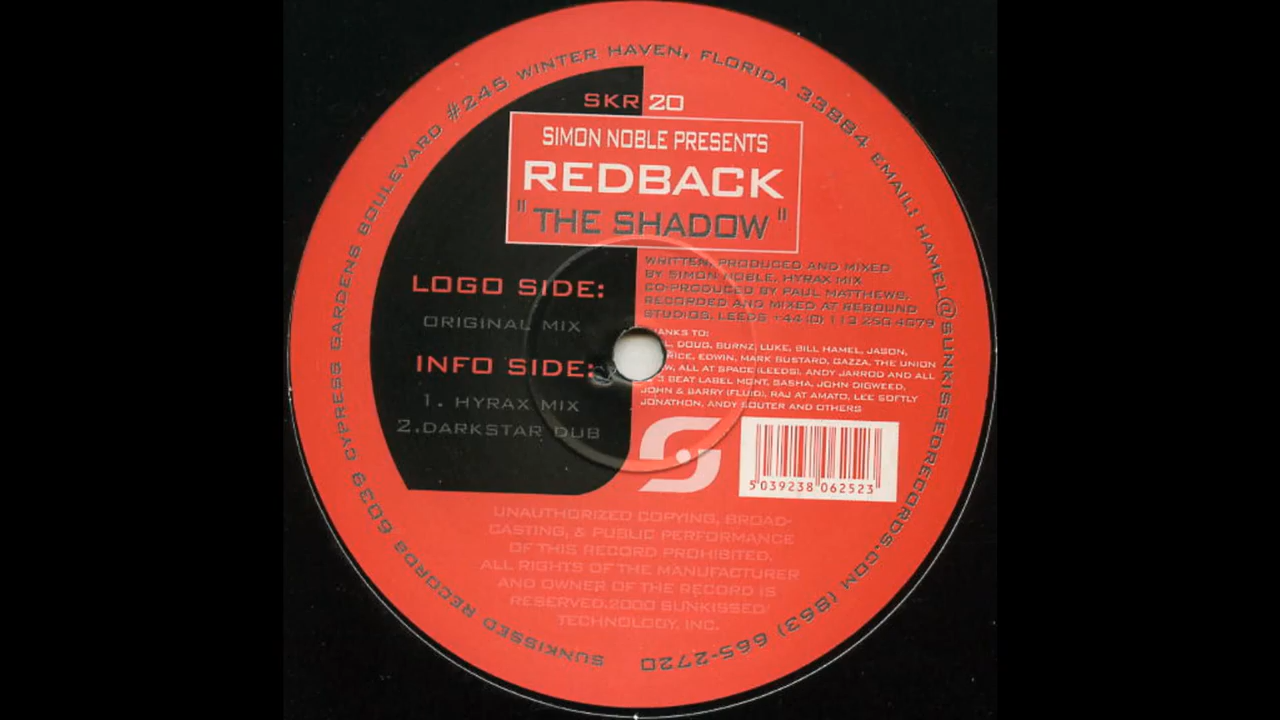 SUNKISSED RECORDS 6039 CYPRESS GARDENS BOULEVARD #245 WINTER HAVEN, FLORIDA 33884 EMAIL: HAMEL@SUNKISSEDRECORDS.COM (863) 665-2720
SKR 20
SIMON NOBLE PRESENTS
REDBACK
"THE SHADOW"
WRITTEN, PRODUCED AND MIXED
BY SIMON NOBLE, HYRAX MIX
CO-PRODUCED BY PAUL MATTHEWS,
RECORDED AND MIXED AT REBOUND
STUDIOS, LEEDS +44 (0) 113 260 4679
LOGO SIDE:
ORIGINAL MIX
INFO SIDE:
1. HYRAX MIX
2.DARKSTAR DUB
TO:
DOUG, BURNZ, LUKE, BILL HAMEL, JASON,
EDWIN, MARK BUSTARD, GAZZA, THE UNION
ALL AT SPACE (LEEDS), ANDY JARROD AND ALL
3 BEAT LABEL MGNT, SASHA, JOHN DIGWEED,
JOHN & BARRY (FLUID), RAJ AT AMATO, LEE SOFTLY
JONATHON, ANDY BOUTER AND OTHERS
5 039238 062523
UNAUTHORIZED COPYING, BROAD-
CASTING, & PUBLIC PERFORMANCE
OF THIS RECORD PROHIBITED.
ALL RIGHTS OF THE MANUFACTURER
AND OWNER OF THE RECORD IS
RESERVED.2000 SUNKISSED/
TECHNOLOGY, INC.